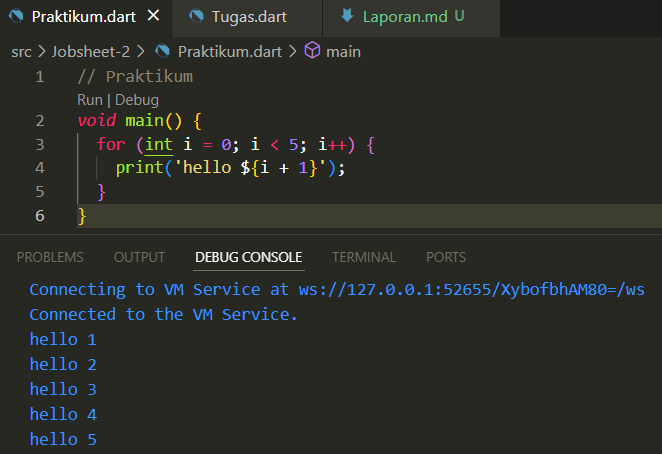 Praktikum.dart X Tugas.dart Laporan.md U
src > Jobsheet-2 > Praktikum.dart > main
1 // Praktikum
Run | Debug
2 void main() {
3 for (int i = 0; i < 5; i++) {
4 print('hello ${i + 1}');
5 }
6 }
PROBLEMS OUTPUT DEBUG CONSOLE TERMINAL PORTS
Connecting to VM Service at ws://127.0.0.1:52655/XybofbhAM80=/ws
Connected to the VM Service.
hello 1
hello 2
hello 3
hello 4
hello 5